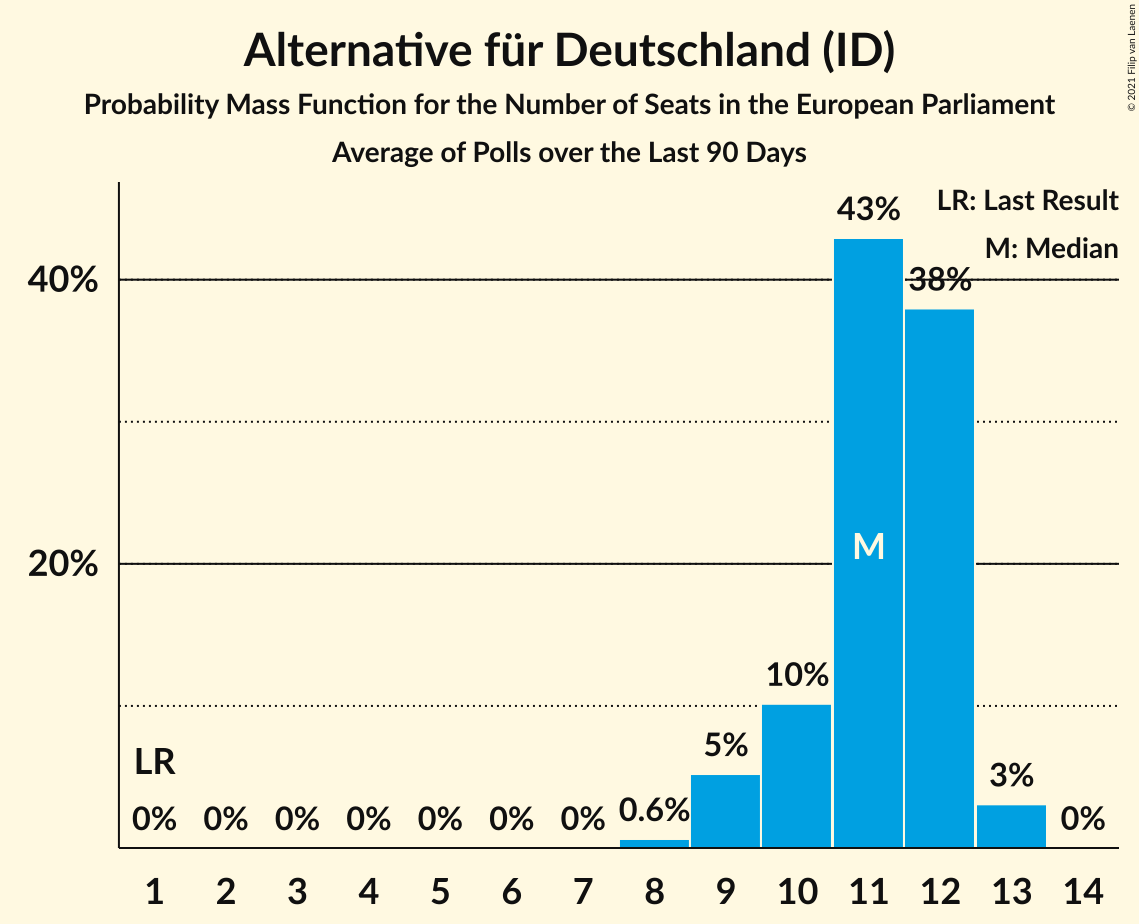 Alternative für Deutschland (ID)
Probability Mass Function for the Number of Seats in the European Parliament
Average of Polls over the Last 90 Days
© 2021 Filip van Laenen
LR: Last Result
M: Median
43%
40%
38%
M
20%
10%
5%
LR
3%
0% 0% 0% 0% 0% 0% 0% 0.6% 0%
1 2 3 4 5 6 7 8 9 10 11 12 13 14